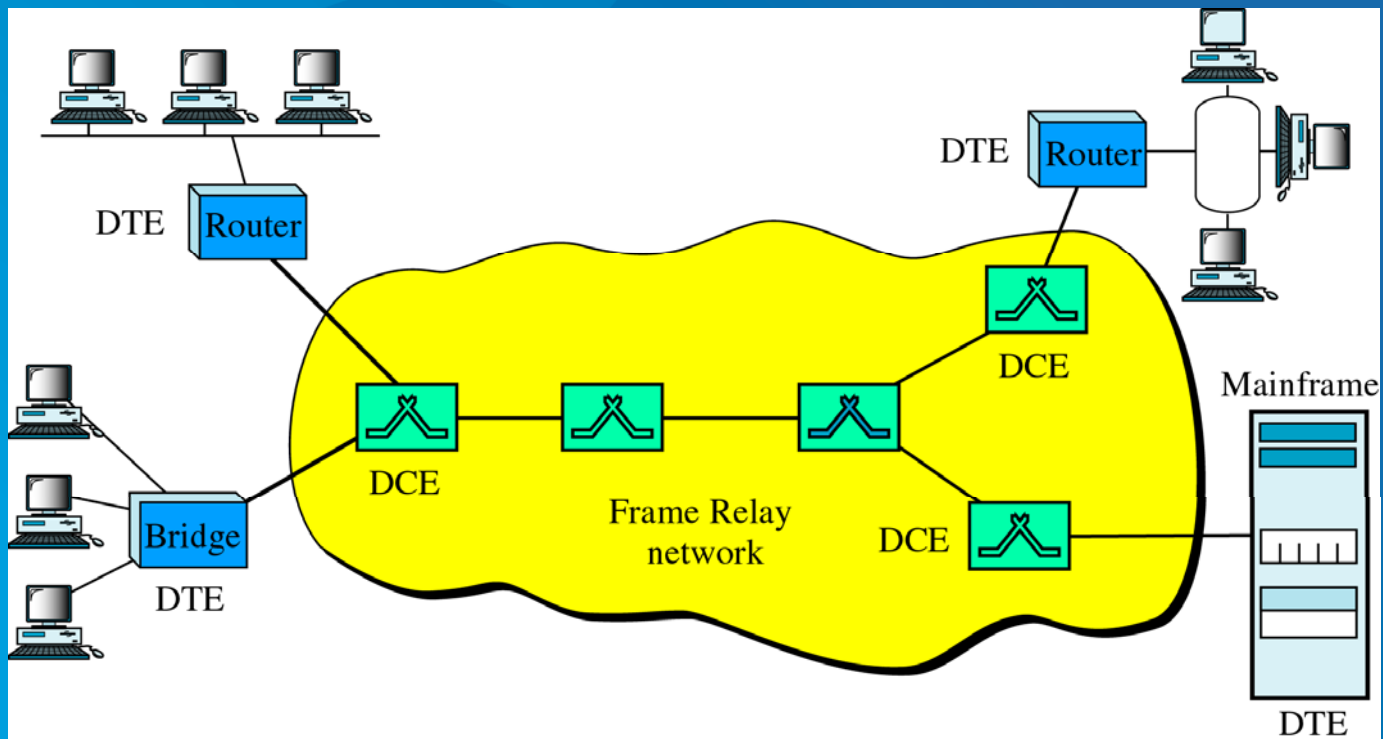 DTE
Router
DTE
Router
DCE
Mainframe
DCE
Frame Relay
network
DCE
Bridge
DTE
DTE